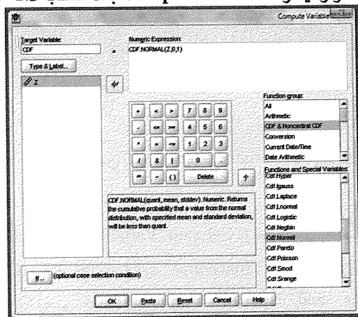 Compute Variable
Target Variable:
CDF
=
Numeric Expression:
CDF.NORMAL(Z,0,1)
Type & Label...
Z
+ < > 7 8 9
- <= >= 4 5 6
* = ~= 1 2 3
/ & | 0 .
** ~ ( ) Delete
CDF.NORMAL(quant, mean, stddev). Numeric. Returns
the cumulative probability that a value from the normal
distribution, with specified mean and standard deviation,
will be less than quant.
Function group:
All
Arithmetic
CDF & Noncentral CDF
Conversion
Current Date/Time
Date Arithmetic
Functions and Special Variables:
Cdf.Hyper
Cdf.Igauss
Cdf.Laplace
Cdf.Lnormal
Cdf.Logistic
Cdf.Negbin
Cdf.Normal
Cdf.Pareto
Cdf.Poisson
Cdf.Smod
Cdf.Srange
If... (optional case selection condition)
OK Paste Reset Cancel Help